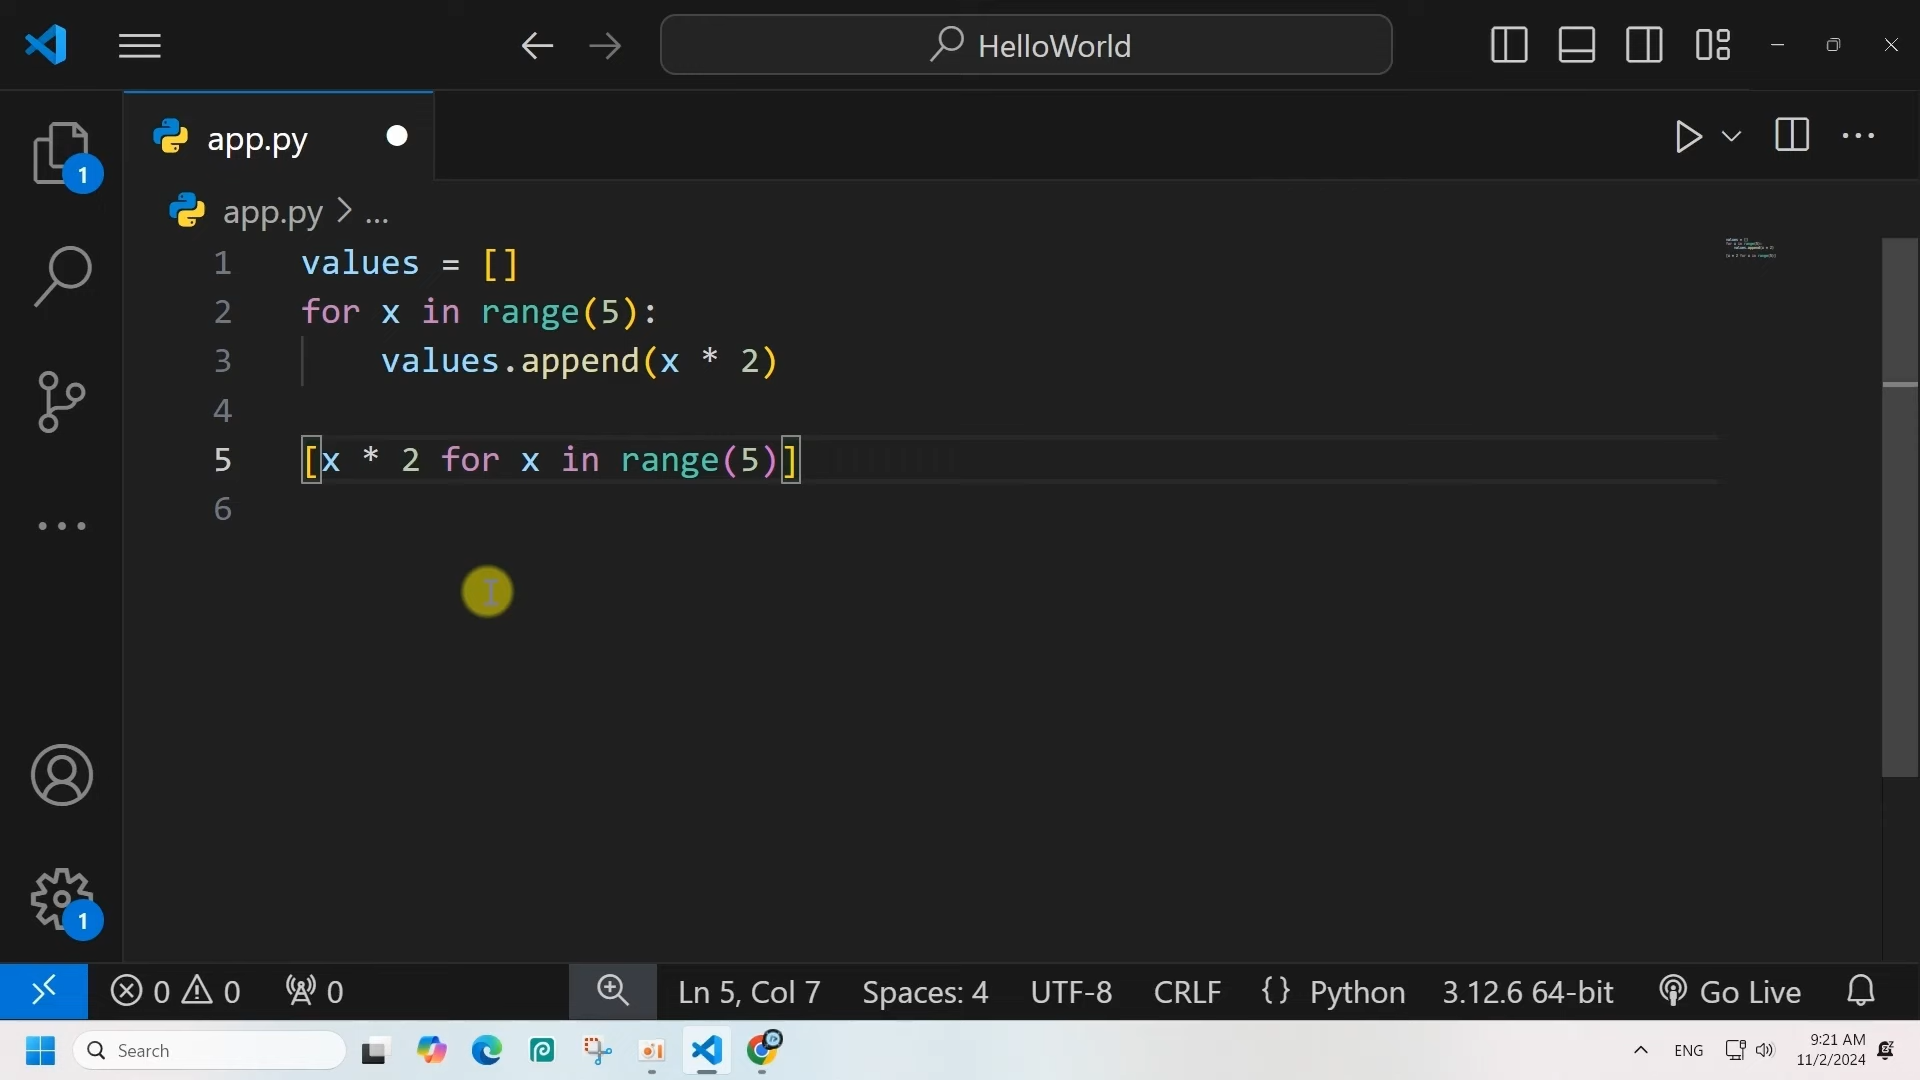 HelloWorld
1
app.py
app.py > ...
1 values = []
2 for x in range(5):
3 values.append(x * 2)
4
5 [x * 2 for x in range(5)]
6
1
0 0 0 Ln 5, Col 7 Spaces: 4 UTF-8 CRLF {} Python 3.12.6 64-bit Go Live
Search ENG 9:21 AM
11/2/2024